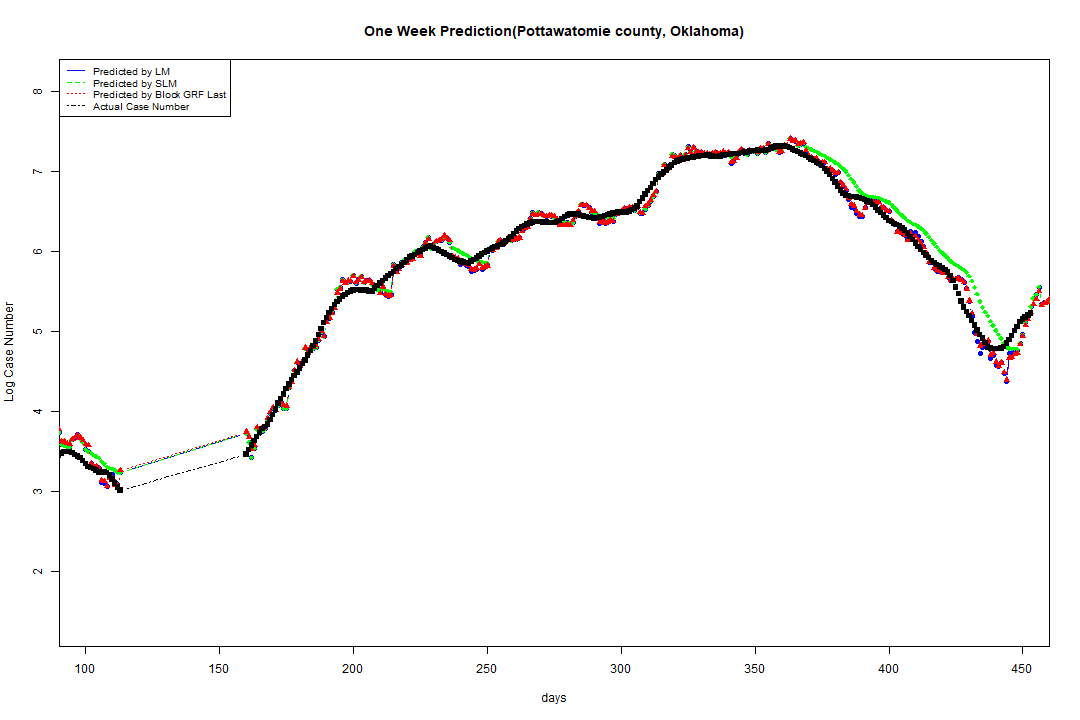 One Week Prediction(Pottawatomie county, Oklahoma)
Predicted by LM
Predicted by SLM
Predicted by Block GRF Last
Actual Case Number
8
7
6
5
4
3
2
Log Case Number
100 150 200 250 300 350 400 450
days